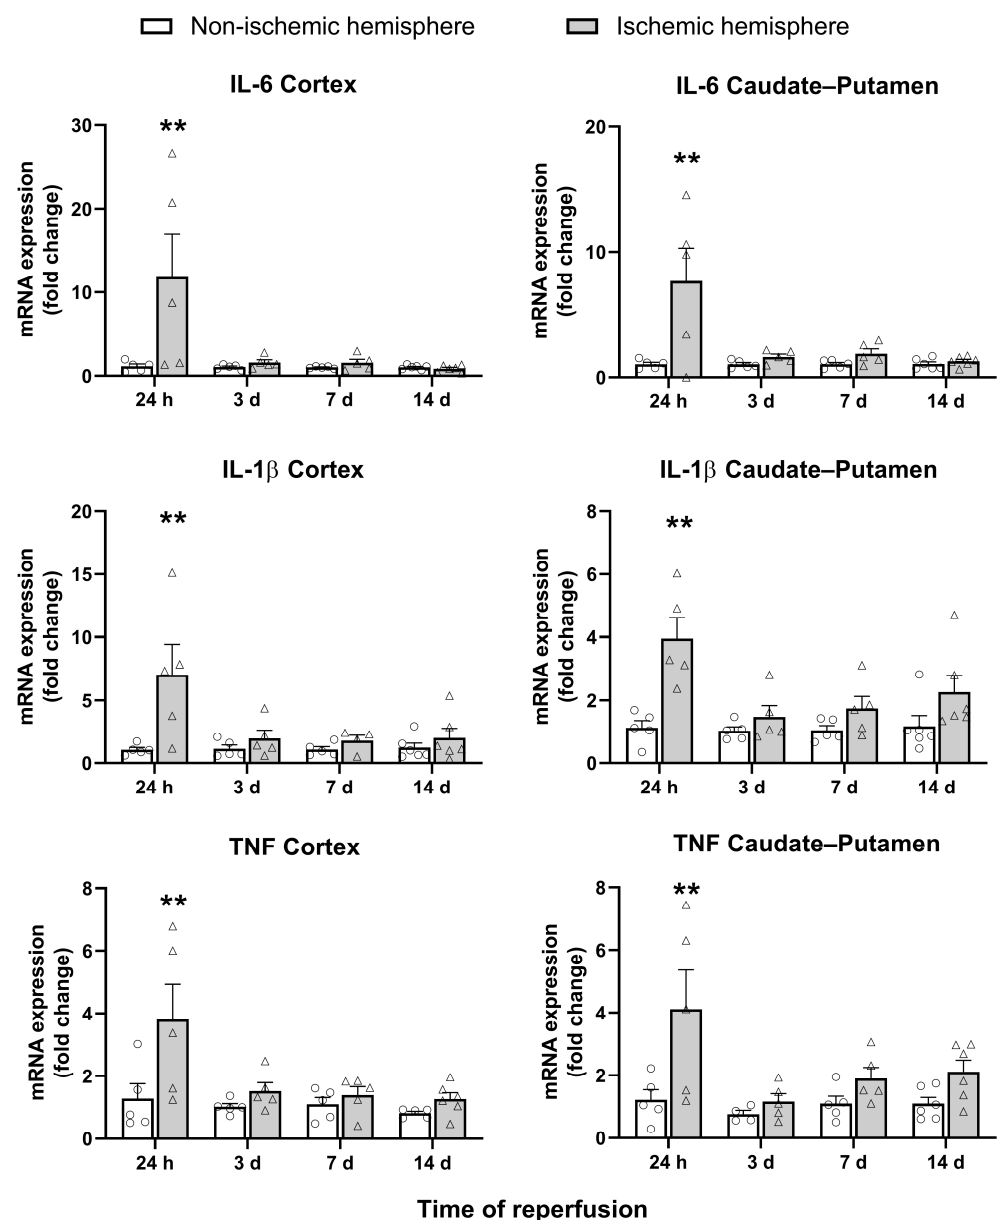 Non-ischemic hemisphere Ischemic hemisphere
IL-6 Cortex
mRNA expression
(fold change)
30
20
10
0
**
24 h 3 d 7 d 14 d
IL-6 Caudate–Putamen
mRNA expression
(fold change)
20
10
0
**
24 h 3 d 7 d 14 d
IL-1β Cortex
mRNA expression
(fold change)
20
15
10
5
0
**
24 h 3 d 7 d 14 d
IL-1β Caudate–Putamen
mRNA expression
(fold change)
8
6
4
2
0
**
24 h 3 d 7 d 14 d
TNF Cortex
mRNA expression
(fold change)
8
6
4
2
0
**
24 h 3 d 7 d 14 d
TNF Caudate–Putamen
mRNA expression
(fold change)
8
6
4
2
0
**
24 h 3 d 7 d 14 d
Time of reperfusion